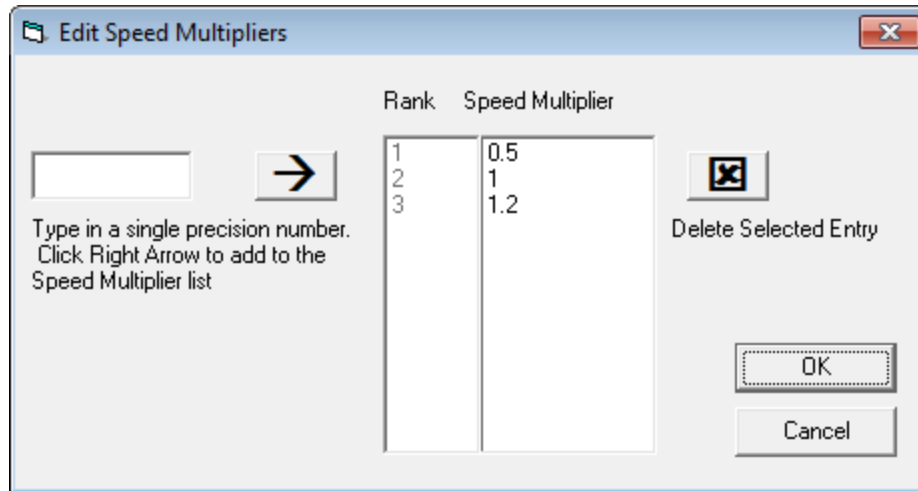 Edit Speed Multipliers
Rank Speed Multiplier
1 0.5
2 1
3 1.2
Type in a single precision number.
Click Right Arrow to add to the
Speed Multiplier list
Delete Selected Entry
OK
Cancel